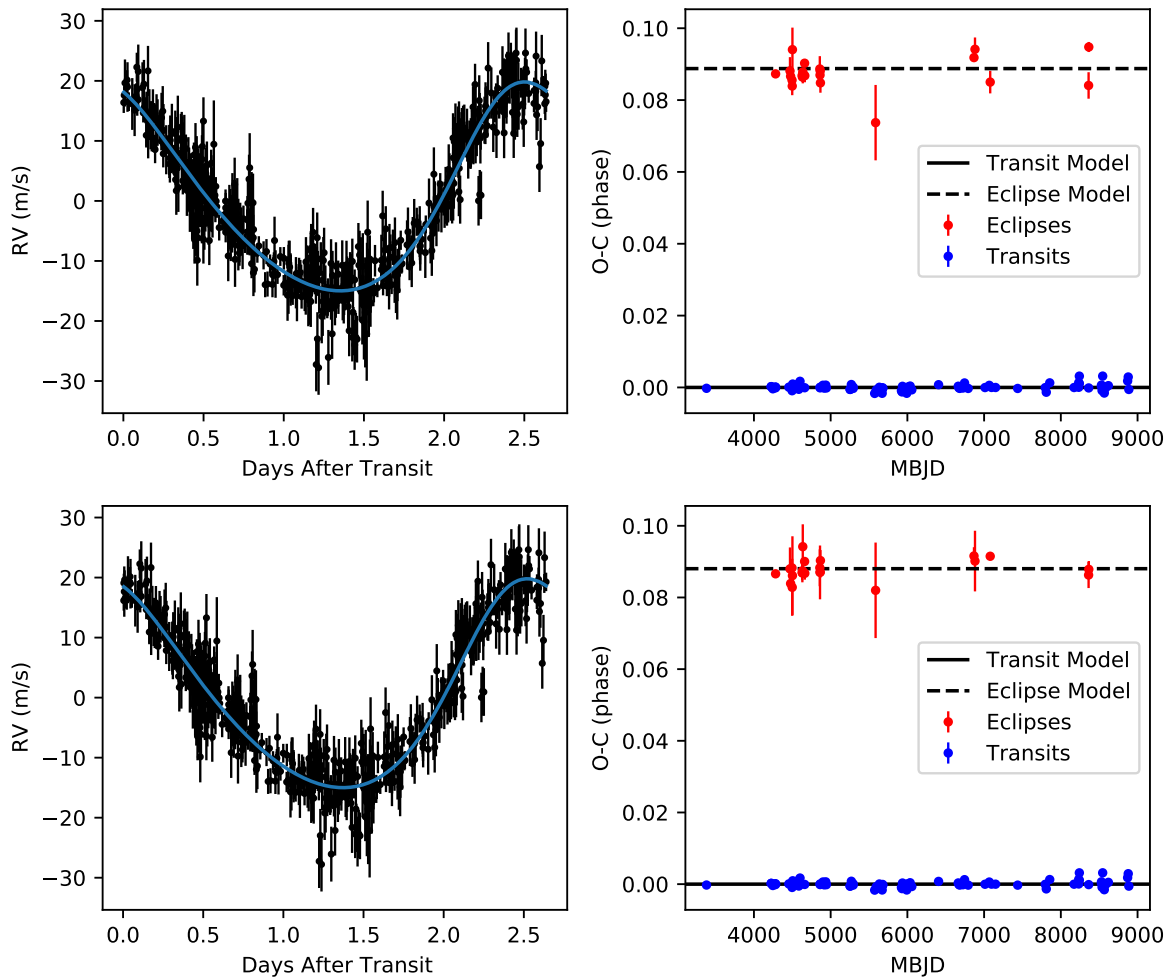 30
20
10
0
−10
−20
−30
RV (m/s)
0.0 0.5 1.0 1.5 2.0 2.5
Days After Transit
0.10
0.08
0.06
0.04
0.02
0.00
O-C (phase)
Transit Model
Eclipse Model
Eclipses
Transits
4000 5000 6000 7000 8000 9000
MBJD
30
20
10
0
−10
−20
−30
RV (m/s)
0.0 0.5 1.0 1.5 2.0 2.5
Days After Transit
0.10
0.08
0.06
0.04
0.02
0.00
O-C (phase)
Transit Model
Eclipse Model
Eclipses
Transits
4000 5000 6000 7000 8000 9000
MBJD